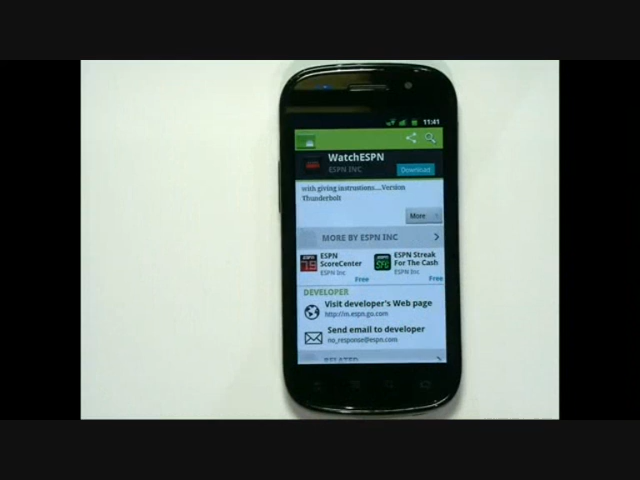 11:41
WatchESPN
ESPN INC
Download
with giving instrustions....Version
Thunderbolt
More
MORE BY ESPN INC
ESPN
ScoreCenter
ESPN Inc
Free
ESPN Streak
For The Cash
ESPN Inc
Free
DEVELOPER
Visit developer's Web page
http://m.espn.go.com
Send email to developer
no_response@espn.com
RELATED